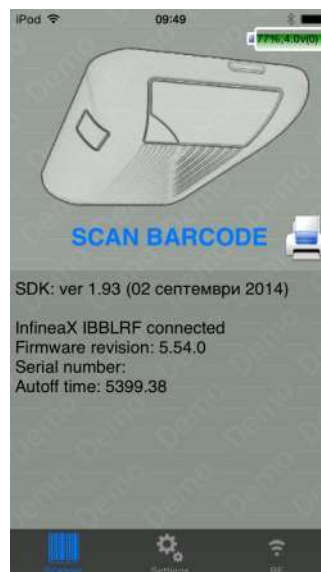 iPod 09:49
77%,4.0v(0)
SCAN BARCODE
SDK: ver 1.93 (02 септември 2014)
InfineaX IBBLRF connected
Firmware revision: 5.54.0
Serial number:
Autoff time: 5399.38
Settings
RF